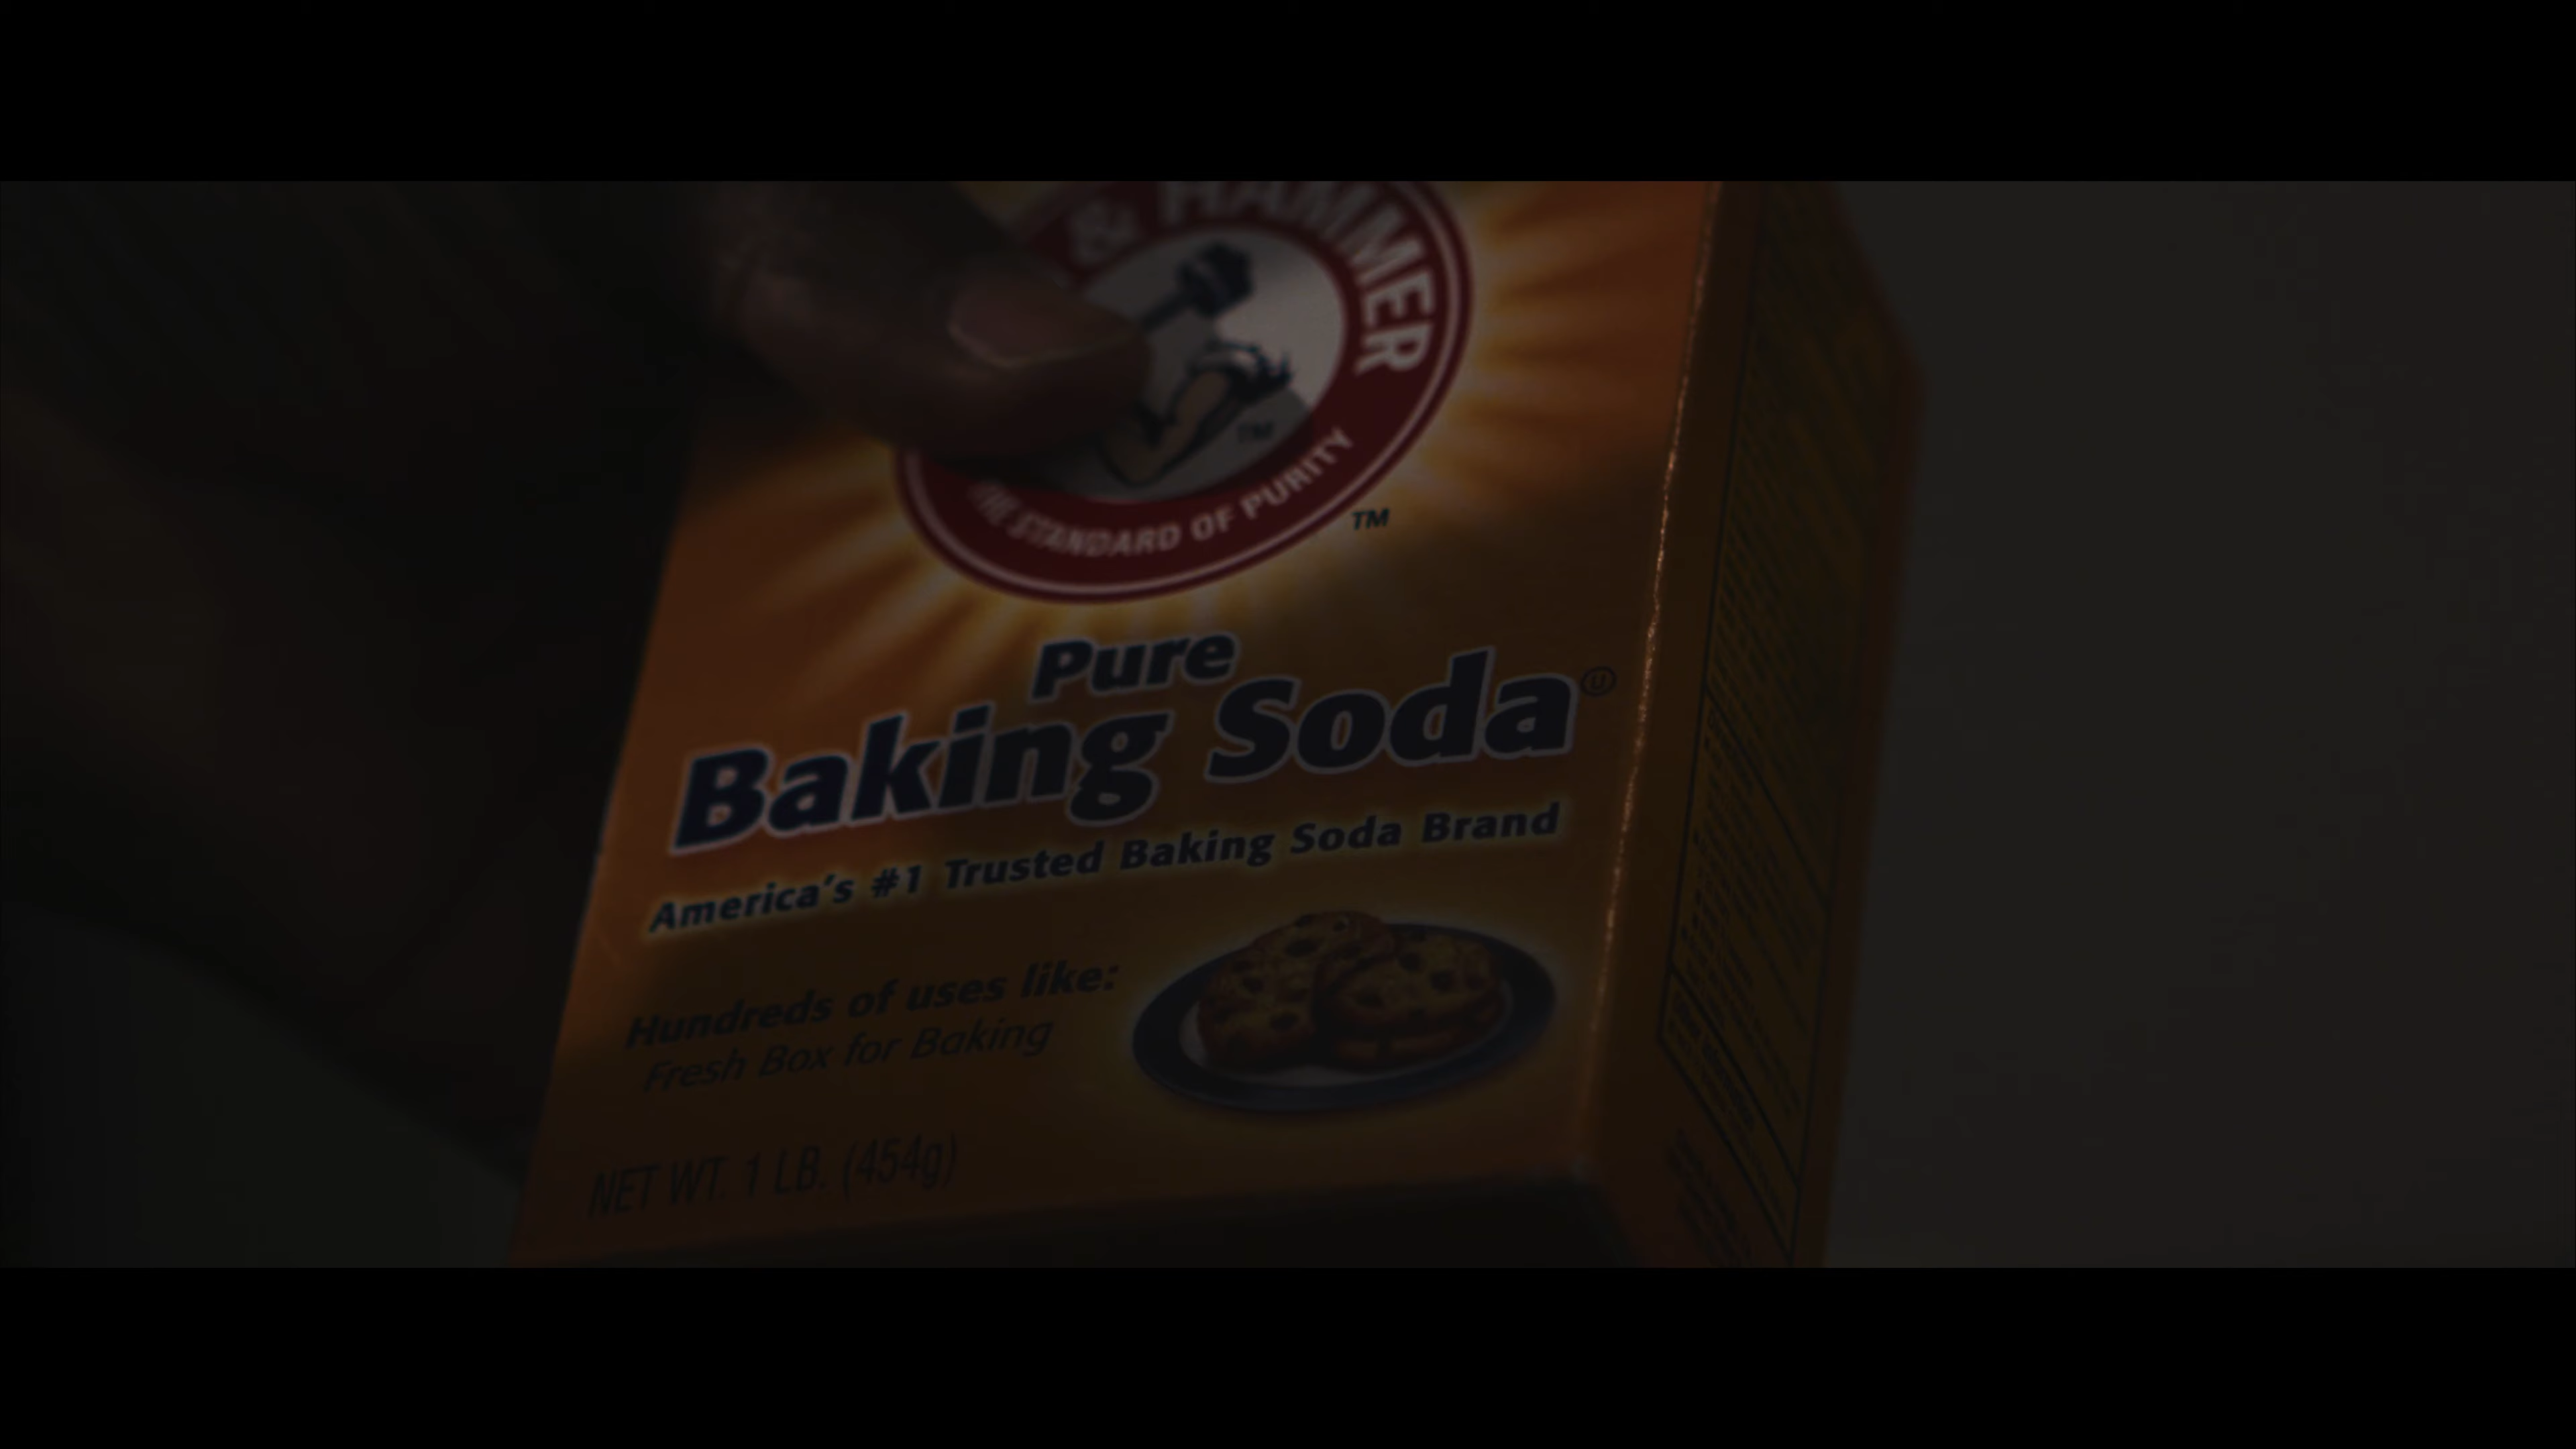 & HAMMER
THE STANDARD OF PURITY
TM
TM
Pure
Baking Soda
U
America's #1 Trusted Baking Soda Brand
Hundreds of uses like:
Fresh Box for Baking
NET WT. 1 LB. (454g)